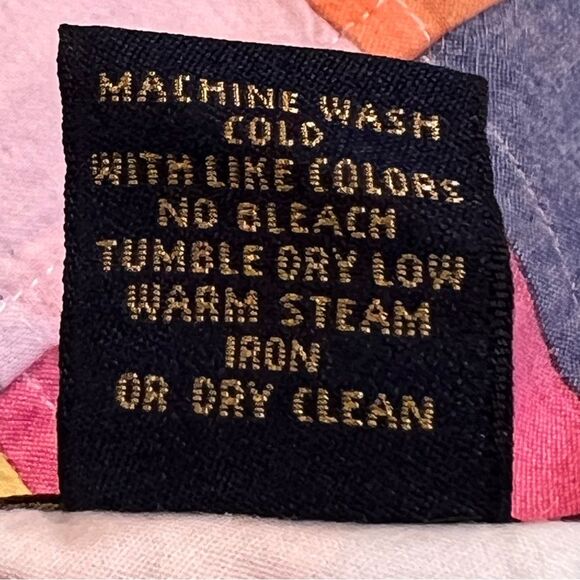 MACHINE WASH
COLD
WITH LIKE COLORS
NO BLEACH
TUMBLE DRY LOW
WARM STEAM
IRON
OR DRY CLEAN